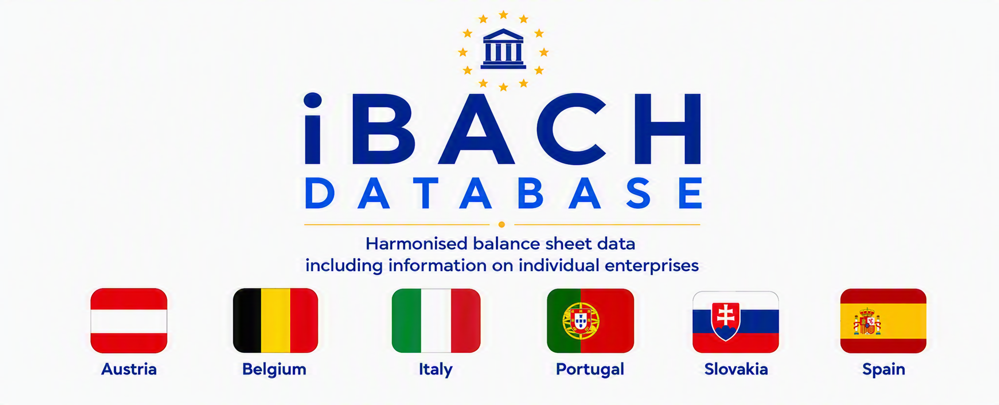 iBACH
DATABASE
Harmonised balance sheet data
including information on individual enterprises
Austria
Belgium
Italy
Portugal
Slovakia
Spain